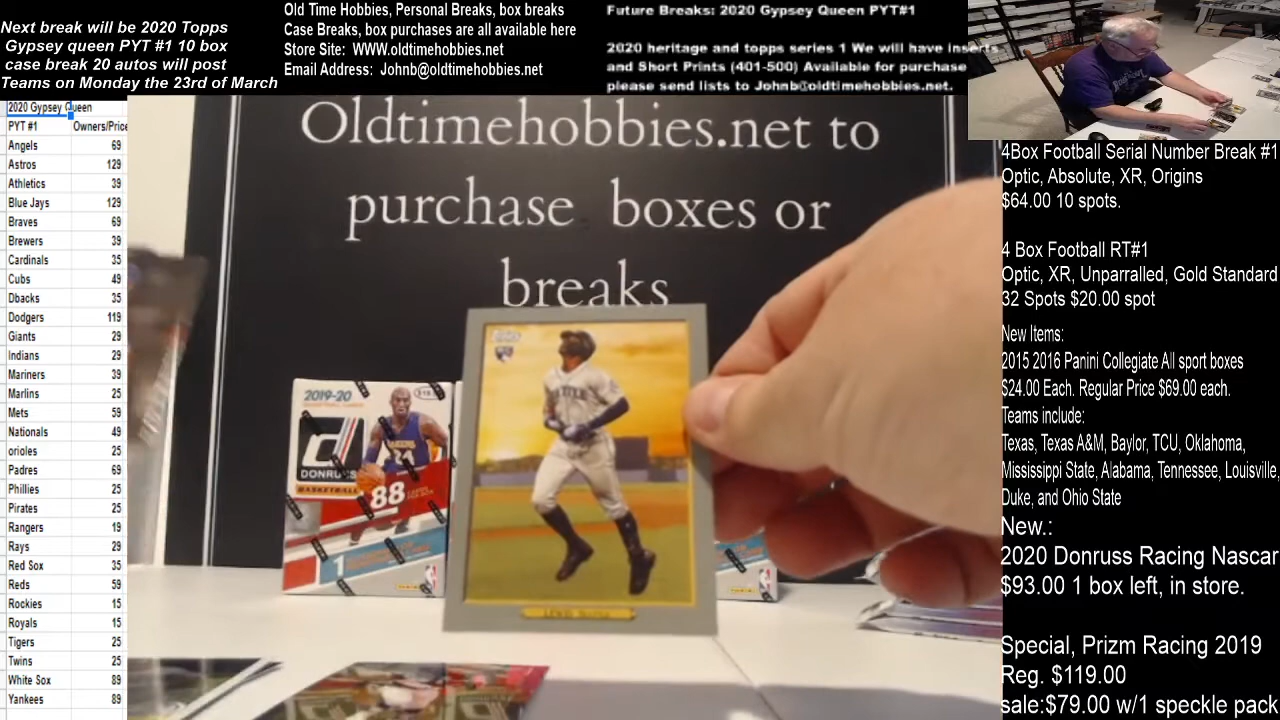 Next break will be 2020 Topps
Gypsey queen PYT #1 10 box
case break 20 autos will post
Teams on Monday the 23rd of March
Old Time Hobbies, Personal Breaks, box breaks
Case Breaks, box purchases are all available here
Store Site: WWW.oldtimehobbies.net
Email Address: Johnb@oldtimehobbies.net
Future Breaks: 2020 Gypsey Queen PYT#1
2020 heritage and topps series 1 We will have inserts
and Short Prints (401-500) Available for purchase
please send lists to Johnb@oldtimehobbies.net.
2020 Gypsey Queen
PYT #1 Owners/Price
Angels 69
Astros 129
Athletics 39
Blue Jays 129
Braves 69
Brewers 39
Cardinals 35
Cubs 49
Dbacks 35
Dodgers 119
Giants 29
Indians 29
Mariners 39
Marlins 25
Mets 59
Nationals 49
orioles 25
Padres 69
Phillies 25
Pirates 25
Rangers 19
Rays 29
Red Sox 35
Reds 59
Rockies 15
Royals 15
Tigers 25
Twins 25
White Sox 89
Yankees 89
Oldtimehobbies.net to
purchase boxes or
breaks
2019-20
DONRUSS
BASKETBALL
88
1
LEWIS
4Box Football Serial Number Break #1
Optic, Absolute, XR, Origins
$64.00 10 spots.
4 Box Football RT#1
Optic, XR, Unparralled, Gold Standard
32 Spots $20.00 spot
New Items:
2015 2016 Panini Collegiate All sport boxes
$24.00 Each. Regular Price $69.00 each.
Teams include:
Texas, Texas A&M, Baylor, TCU, Oklahoma,
Mississippi State, Alabama, Tennessee, Louisville,
Duke, and Ohio State
New.:
2020 Donruss Racing Nascar
$93.00 1 box left, in store.
Special, Prizm Racing 2019
Reg. $119.00
sale:$79.00 w/1 speckle pack